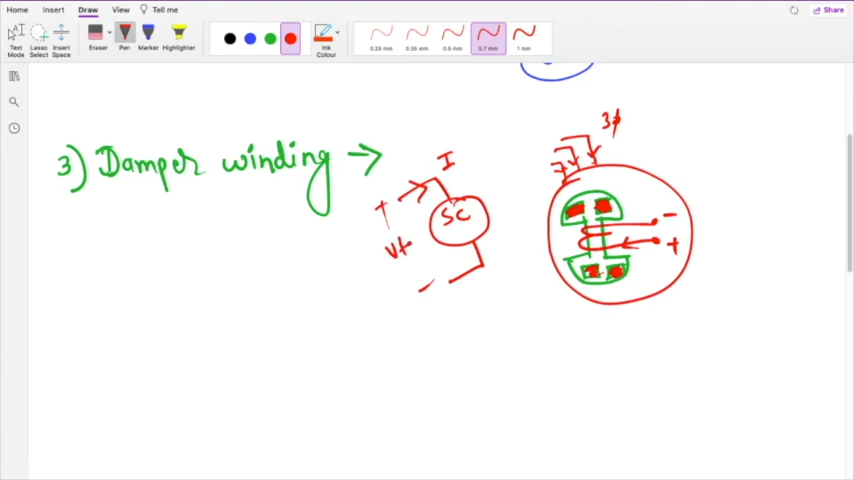 Home Insert Draw View Tell me Share
Text Mode Lasso Select Insert Space Eraser Pen Marker Highlighter Ink Colour 0.25 mm 0.35 mm 0.5 mm 0.7 mm 1 mm
3ϕ
3) Damper winding → I
SC
+ −
Vt +
−